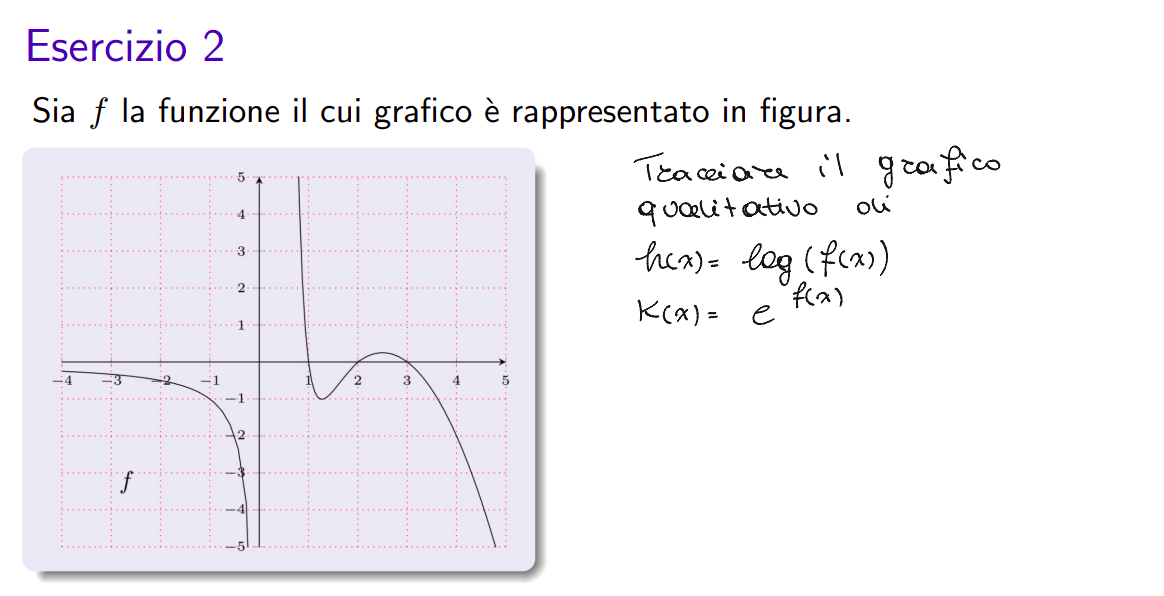 Esercizio 2
Sia f la funzione il cui grafico è rappresentato in figura.
Tracciare il grafico
qualitativo di
h(x) = log (f(x))
K(x) = e^f(x)
5
4
3
2
1
−4 −3 −2 −1 1 2 3 4 5
−1
−2
−3
−4
−5
f